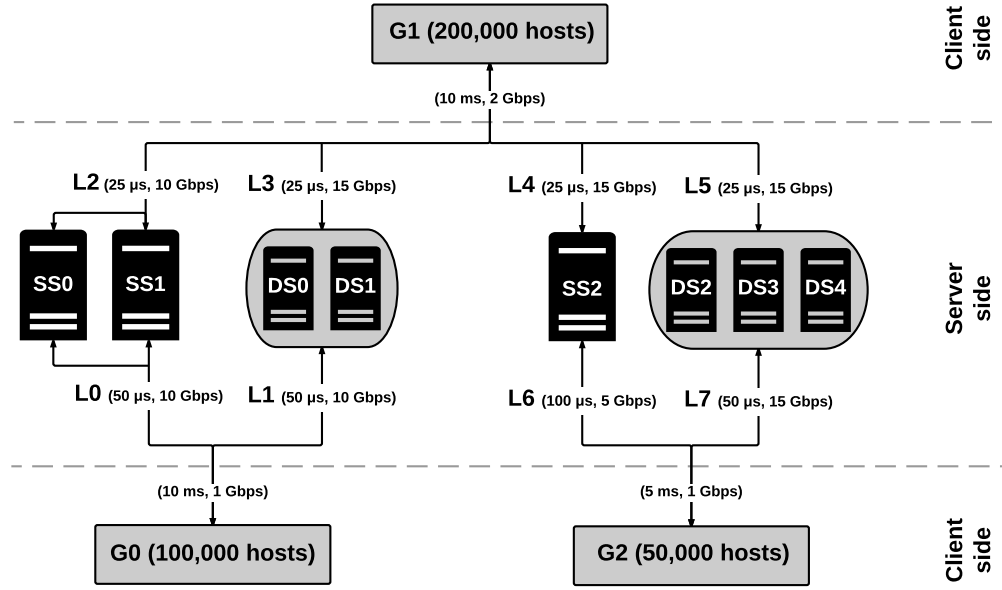 G1 (200,000 hosts)
Client side
(10 ms, 2 Gbps)
L2 (25 μs, 10 Gbps)
L3 (25 μs, 15 Gbps)
L4 (25 μs, 15 Gbps)
L5 (25 μs, 15 Gbps)
SS0
SS1
DS0
DS1
SS2
DS2
DS3
DS4
Server side
L0 (50 μs, 10 Gbps)
L1 (50 μs, 10 Gbps)
L6 (100 μs, 5 Gbps)
L7 (50 μs, 15 Gbps)
(10 ms, 1 Gbps)
(5 ms, 1 Gbps)
G0 (100,000 hosts)
G2 (50,000 hosts)
Client side